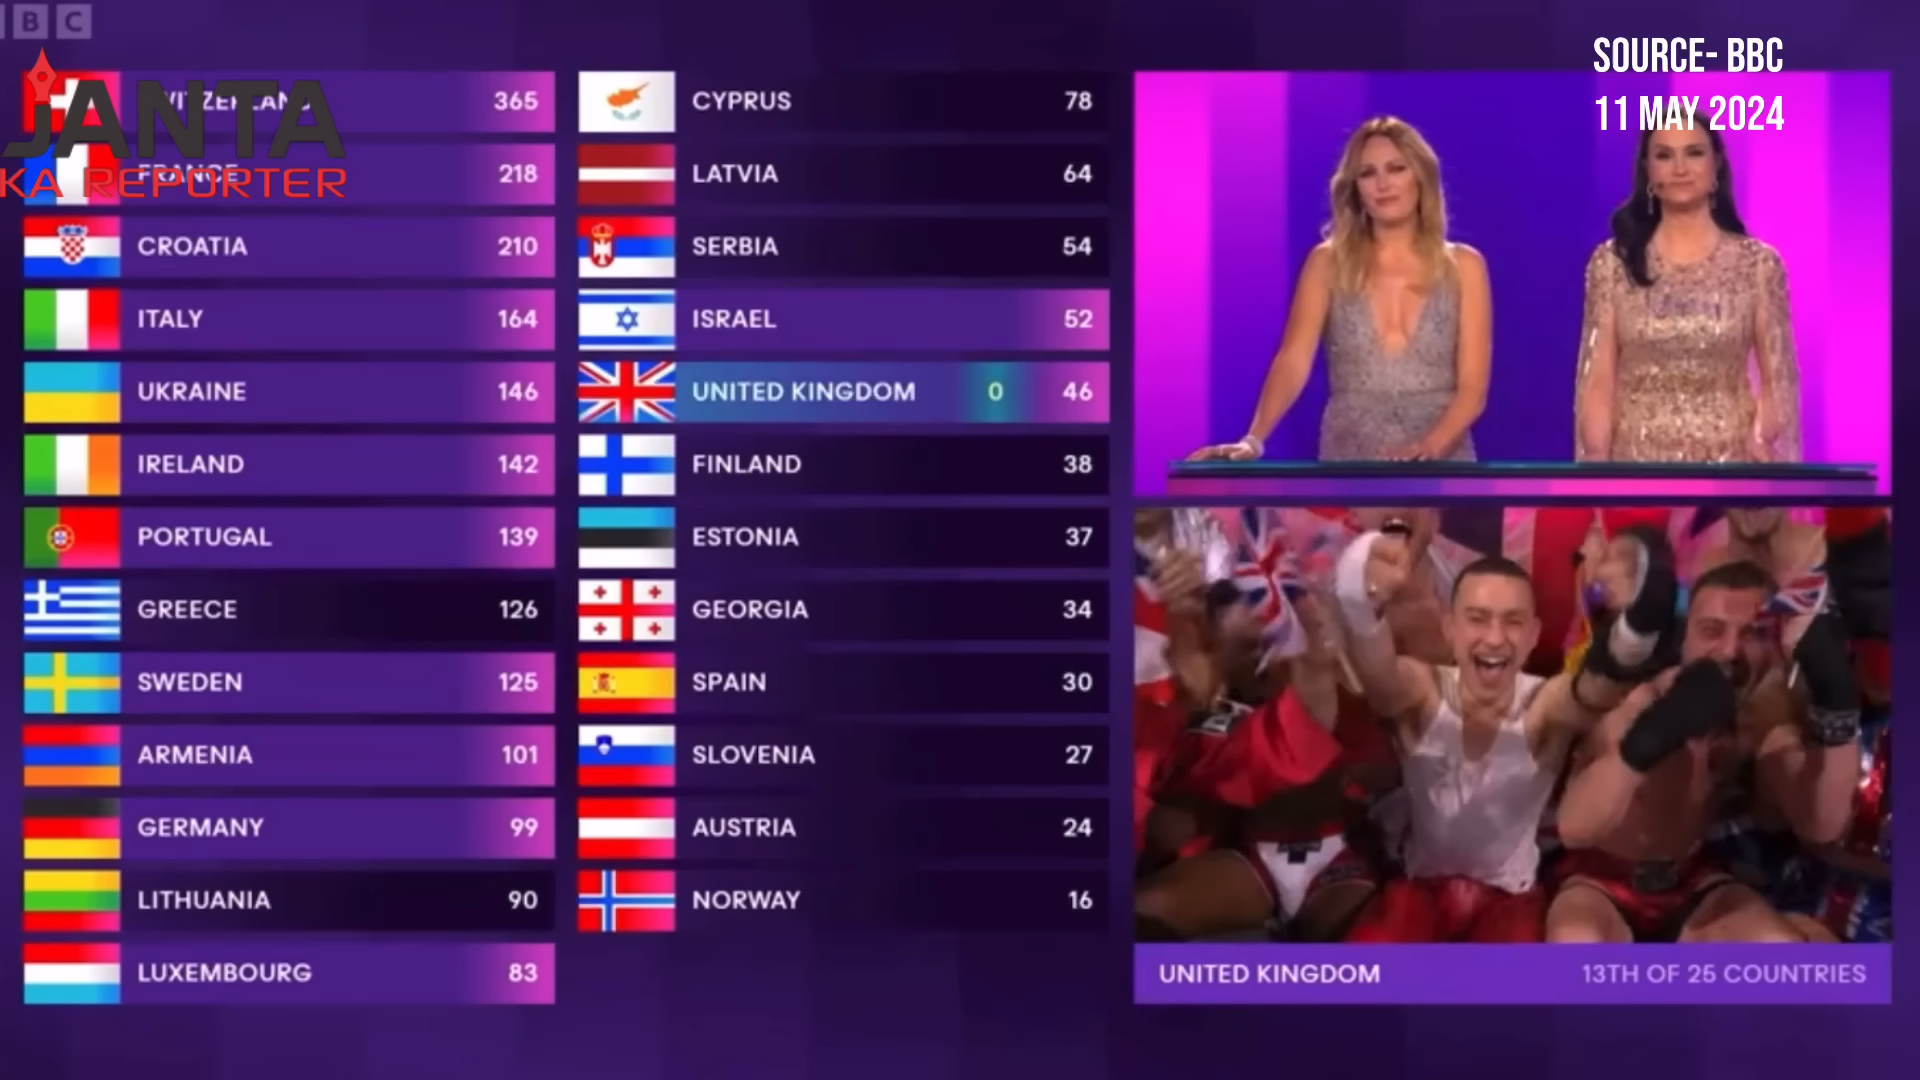 BBC
SOURCE- BBC
11 MAY 2024
JANTA
KA REPORTER
SWITZERLAND 365
FRANCE 218
CROATIA 210
ITALY 164
UKRAINE 146
IRELAND 142
PORTUGAL 139
GREECE 126
SWEDEN 125
ARMENIA 101
GERMANY 99
LITHUANIA 90
LUXEMBOURG 83
CYPRUS 78
LATVIA 64
SERBIA 54
ISRAEL 52
UNITED KINGDOM 0 46
FINLAND 38
ESTONIA 37
GEORGIA 34
SPAIN 30
SLOVENIA 27
AUSTRIA 24
NORWAY 16
UNITED KINGDOM 13TH OF 25 COUNTRIES